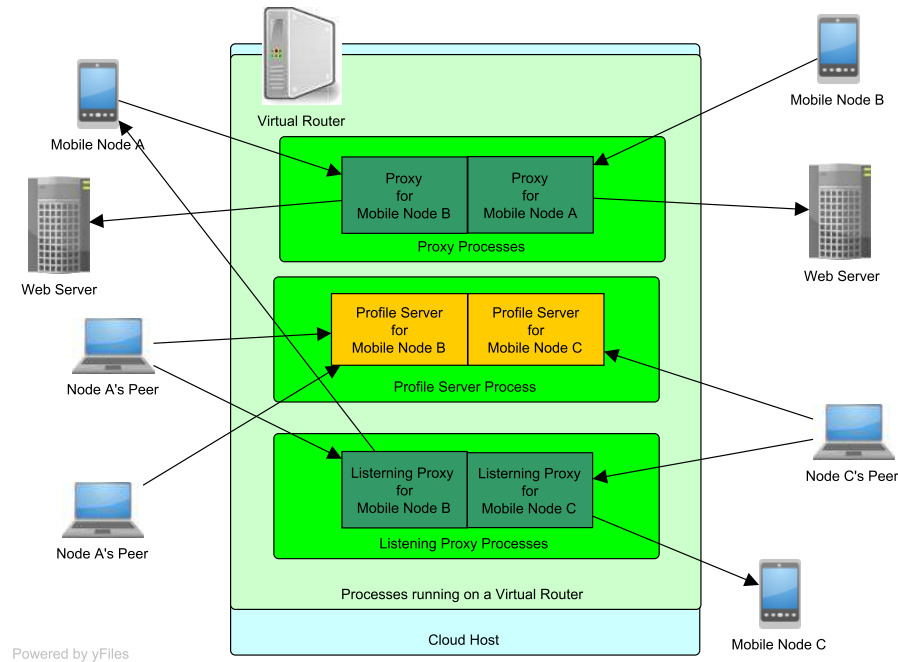 Mobile Node B
Virtual Router
Mobile Node A
Proxy
for
Mobile Node B
Proxy
for
Mobile Node A
Proxy Processes
Web Server
Web Server
Profile Server
for
Mobile Node B
Profile Server
for
Mobile Node C
Profile Server Process
Node A's Peer
Node C's Peer
Listerning Proxy
for
Mobile Node B
Listerning Proxy
for
Mobile Node C
Listening Proxy Processes
Node A's Peer
Processes running on a Virtual Router
Cloud Host
Mobile Node C
Powered by yFiles